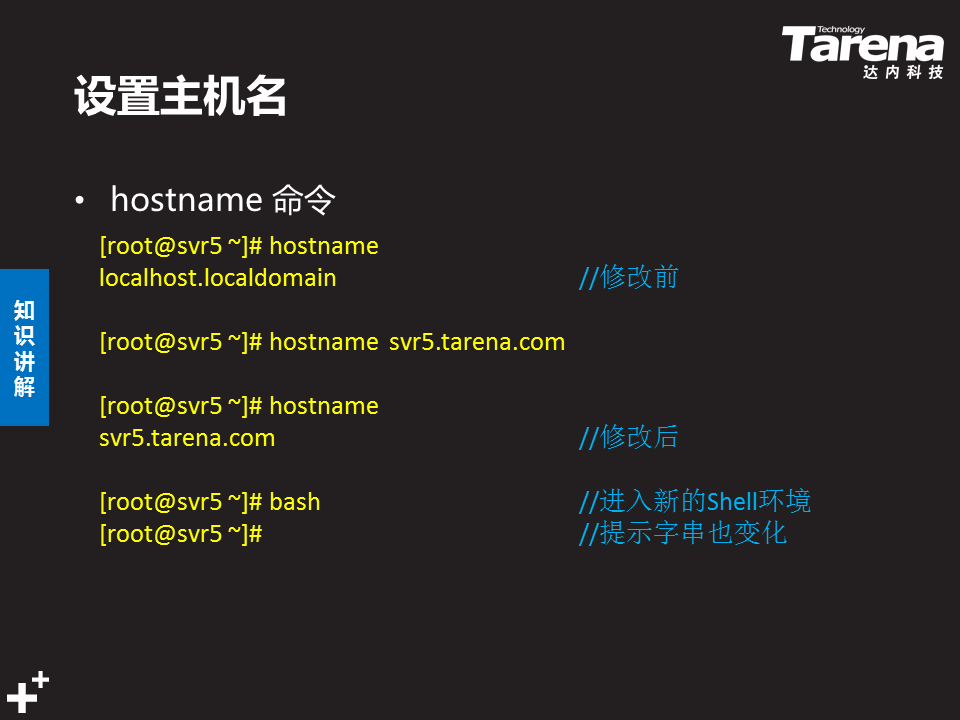 Technology
Tarena
达内科技
设置主机名
• hostname 命令
[root@svr5 ~]# hostname
localhost.localdomain //修改前
[root@svr5 ~]# hostname svr5.tarena.com
[root@svr5 ~]# hostname
svr5.tarena.com //修改后
[root@svr5 ~]# bash //进入新的Shell环境
[root@svr5 ~]# //提示字串也变化
知识讲解